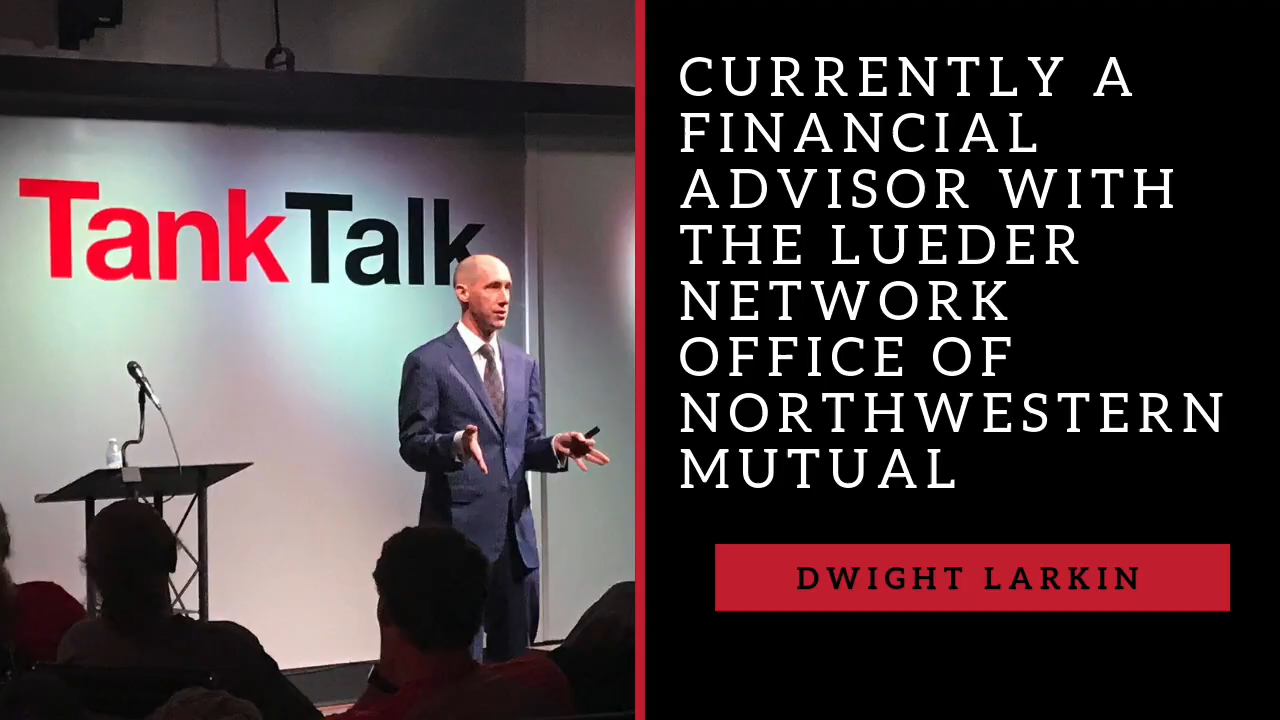 TankTalk
CURRENTLY A
FINANCIAL
ADVISOR WITH
THE LUEDER
NETWORK
OFFICE OF
NORTHWESTERN
MUTUAL
DWIGHT LARKIN